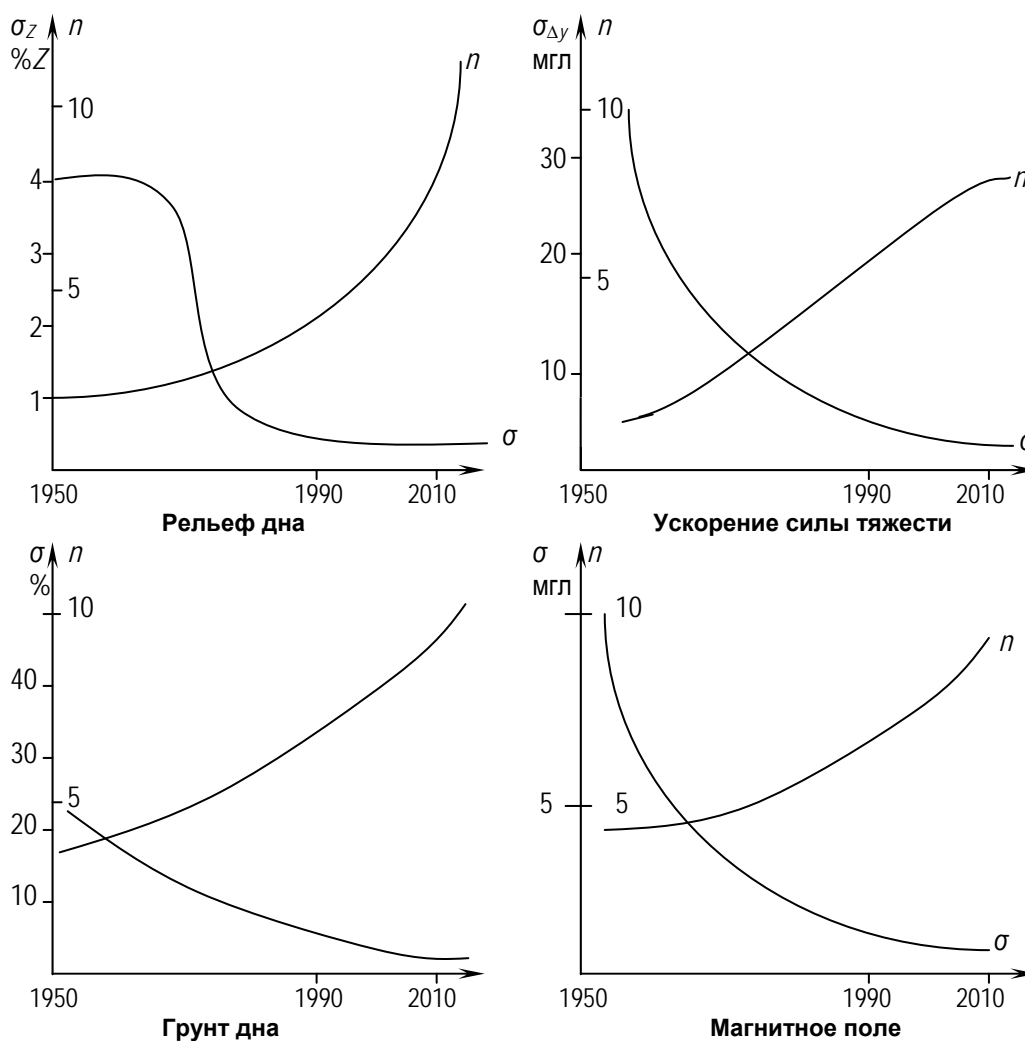 σZ n
%Z
n
10
4
3
5
2
1
σ
1950 1990 2010
Рельеф дна
σΔy n
мгл
10
30
n
20
5
10
σ
1950 1990 2010
Ускорение силы тяжести
σ n
%
10
40
30
5
20
10
1950 1990 2010
Грунт дна
σ n
мгл
10
n
5 5
σ
1950 1990 2010
Магнитное поле